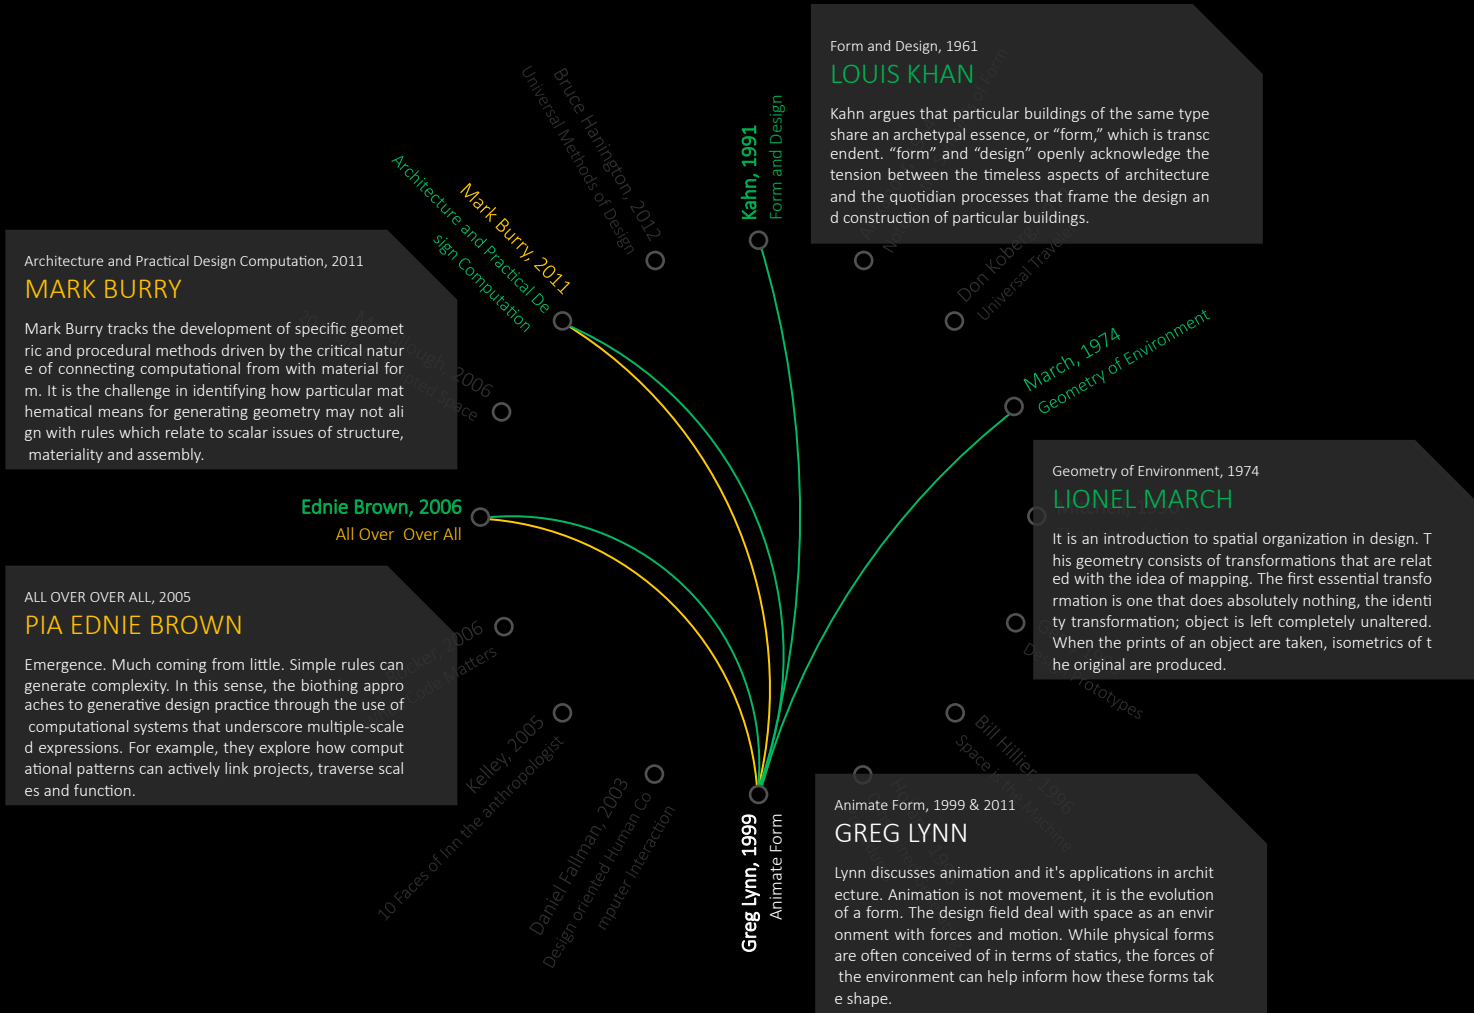 Form and Design, 1961
LOUIS KHAN
Kahn argues that particular buildings of the same type
share an archetypal essence, or “form,” which is transc
endent. “form” and “design” openly acknowledge the
tension between the timeless aspects of architecture
and the quotidian processes that frame the design an
d construction of particular buildings.
Bruce Hanington, 2012
Universal Methods of Design
Kahn, 1991
Form and Design
Mark Burry, 2011
Architecture and Practical De
sign Computation
Don Koberg,
Universal Travel
March, 1974
Geometry of Environment
Architecture and Practical Design Computation, 2011
MARK BURRY
Mark Burry tracks the development of specific geomet
ric and procedural methods driven by the critical natur
e of connecting computational from with material for
m. It is the challenge in identifying how particular mat
hematical means for generating geometry may not ali
gn with rules which relate to scalar issues of structure,
materiality and assembly.
2006
Space
Ednie Brown, 2006
All Over Over All
Geometry of Environment, 1974
LIONEL MARCH
It is an introduction to spatial organization in design. T
his geometry consists of transformations that are relat
ed with the idea of mapping. The first essential transfo
rmation is one that does absolutely nothing, the identi
ty transformation; object is left completely unaltered.
When the prints of an object are taken, isometrics of t
he original are produced.
ALL OVER OVER ALL, 2005
PIA EDNIE BROWN
Emergence. Much coming from little. Simple rules can
generate complexity. In this sense, the biothing appro
aches to generative design practice through the use of
computational systems that underscore multiple-scale
d expressions. For example, they explore how comput
ational patterns can actively link projects, traverse scal
es and function.
2006
Code Matters
Prototypes
Kelley, 2005
10 Faces of Inn the anthropologist
Daniel Fallman, 2003
Design oriented Human Co
mputer Interaction
Greg Lynn, 1999
Animate Form
Bill Hillier, 1996
Space is the Machine
Animate Form, 1999 & 2011
GREG LYNN
Lynn discusses animation and it's applications in archit
ecture. Animation is not movement, it is the evolution
of a form. The design field deal with space as an envir
onment with forces and motion. While physical forms
are often conceived of in terms of statics, the forces of
the environment can help inform how these forms tak
e shape.